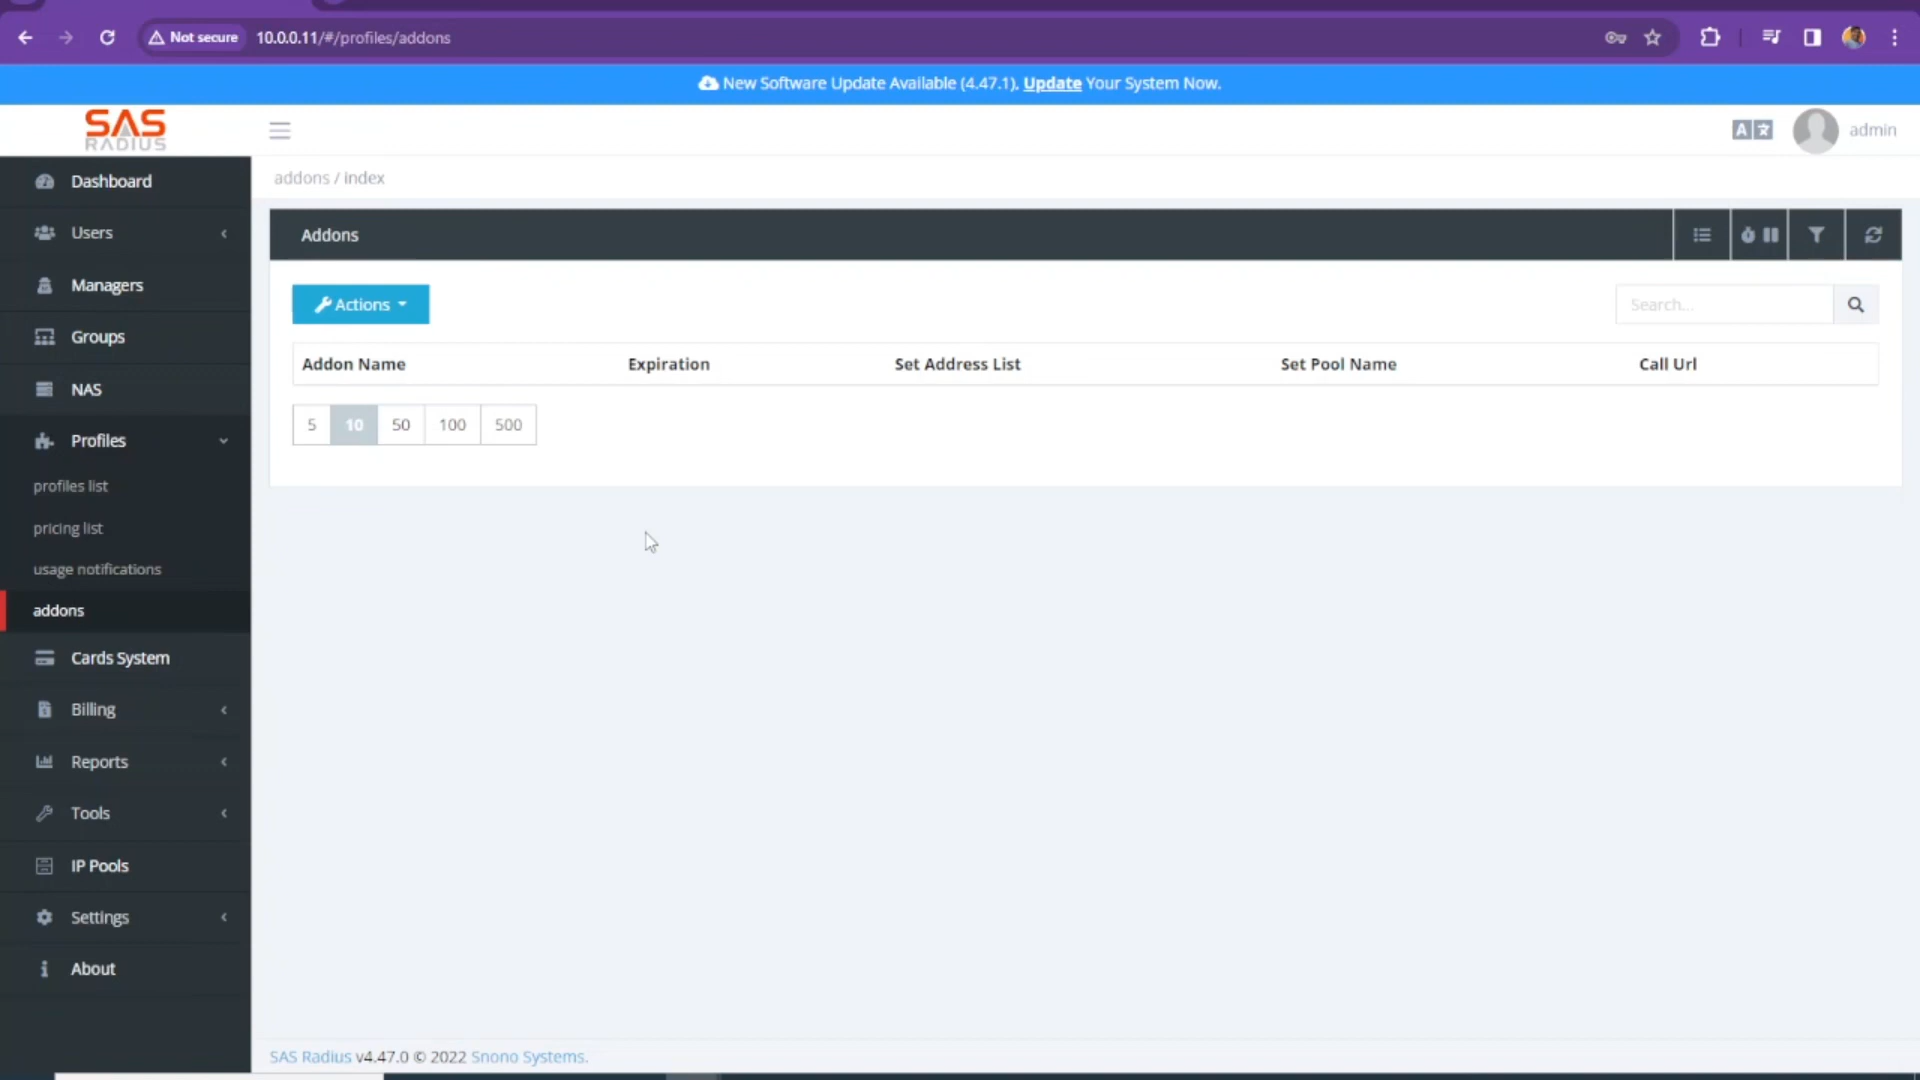 Not secure 10.0.0.11/#/profiles/addons
New Software Update Available (4.47.1), Update Your System Now.
SAS
RADIUS
admin
addons / index
Dashboard
Users
Managers
Groups
NAS
Profiles
profiles list
pricing list
usage notifications
addons
Cards System
Billing
Reports
Tools
IP Pools
Settings
About
Addons
Actions
Search...
Addon Name Expiration Set Address List Set Pool Name Call Url
5 10 50 100 500
SAS Radius v4.47.0 © 2022 Snono Systems.